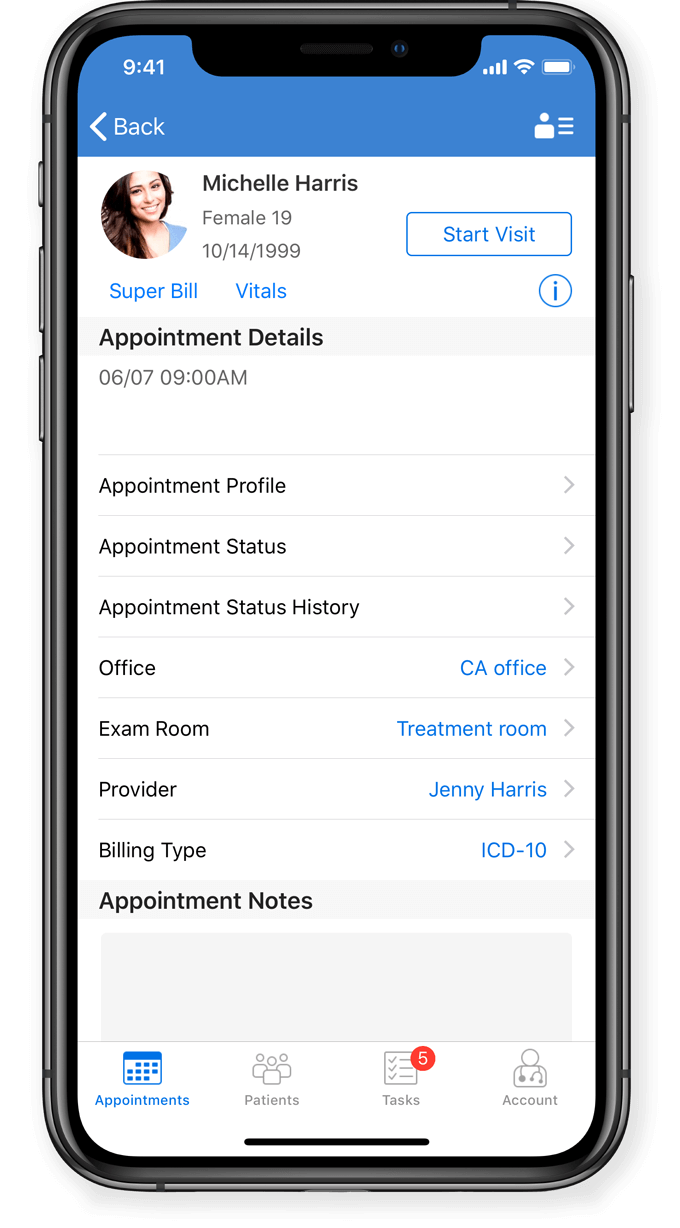 9:41
Back
Michelle Harris
Female 19
10/14/1999
Start Visit
Super Bill Vitals i
Appointment Details
06/07 09:00AM
Appointment Profile
Appointment Status
Appointment Status History
Office CA office
Exam Room Treatment room
Provider Jenny Harris
Billing Type ICD-10
Appointment Notes
5
Appointments Patients Tasks Account